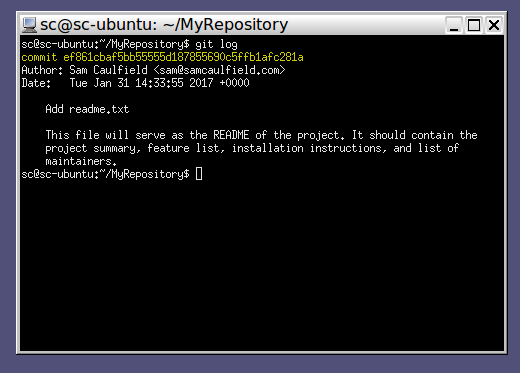 sc@sc-ubuntu: ~/MyRepository
sc@sc-ubuntu:~/MyRepository$ git log
commit ef861cbaf5bb55555d187855690c5ffb1afc281a
Author: Sam Caulfield <sam@samcaulfield.com>
Date:   Tue Jan 31 14:33:55 2017 +0000
Add readme.txt
This file will serve as the README of the project. It should contain the
project summary, feature list, installation instructions, and list of
maintainers.
sc@sc-ubuntu:~/MyRepository$